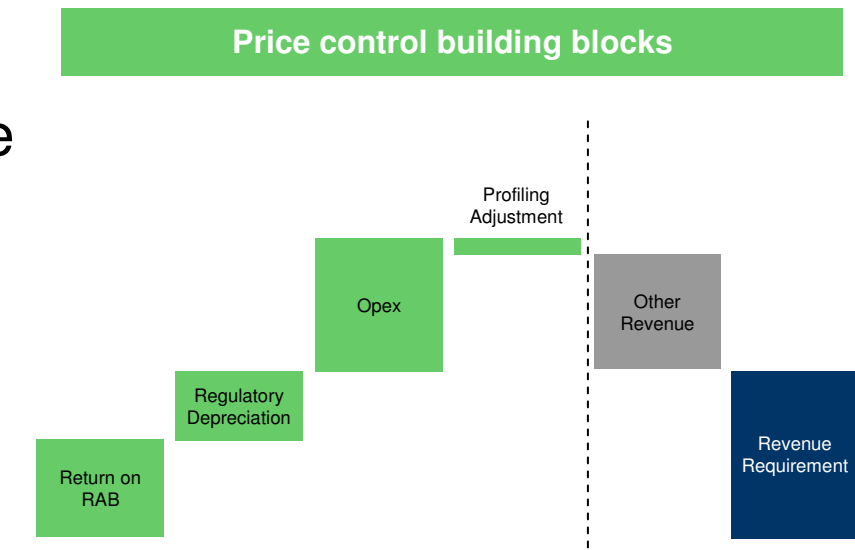 Price control building blocks
e
Profiling
Adjustment
Opex
Other
Revenue
Regulatory
Depreciation
Revenue
Requirement
Return on
RAB